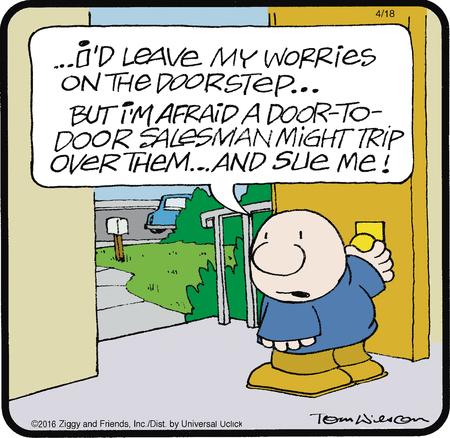 4/18
...I'D LEAVE MY WORRIES
ON THE DOORSTEP...
BUT I'M AFRAID A DOOR-TO-
DOOR SALESMAN MIGHT TRIP
OVER THEM...AND SUE ME!
©2016 Ziggy and Friends, Inc./Dist. by Universal Uclick
Tom Wilson